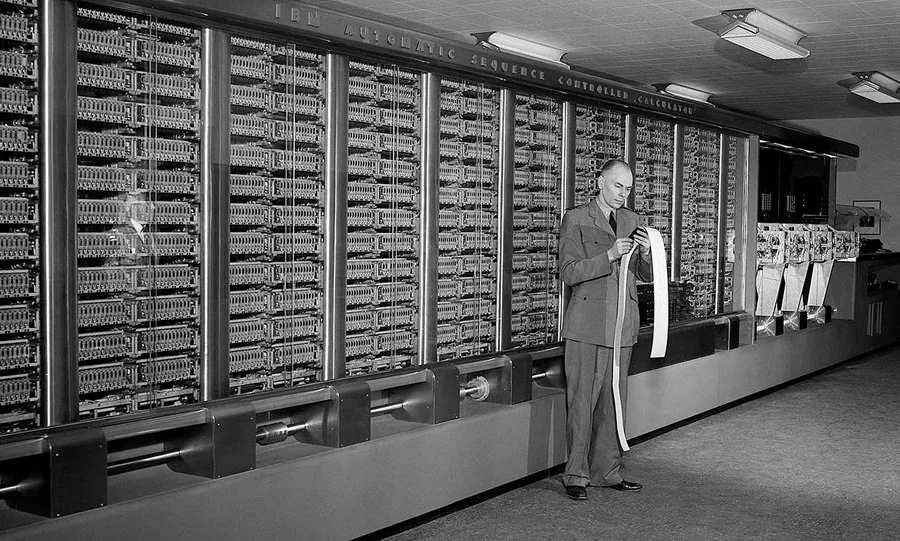 IBM AUTOMATIC SEQUENCE CONTROLLED CALCULATOR